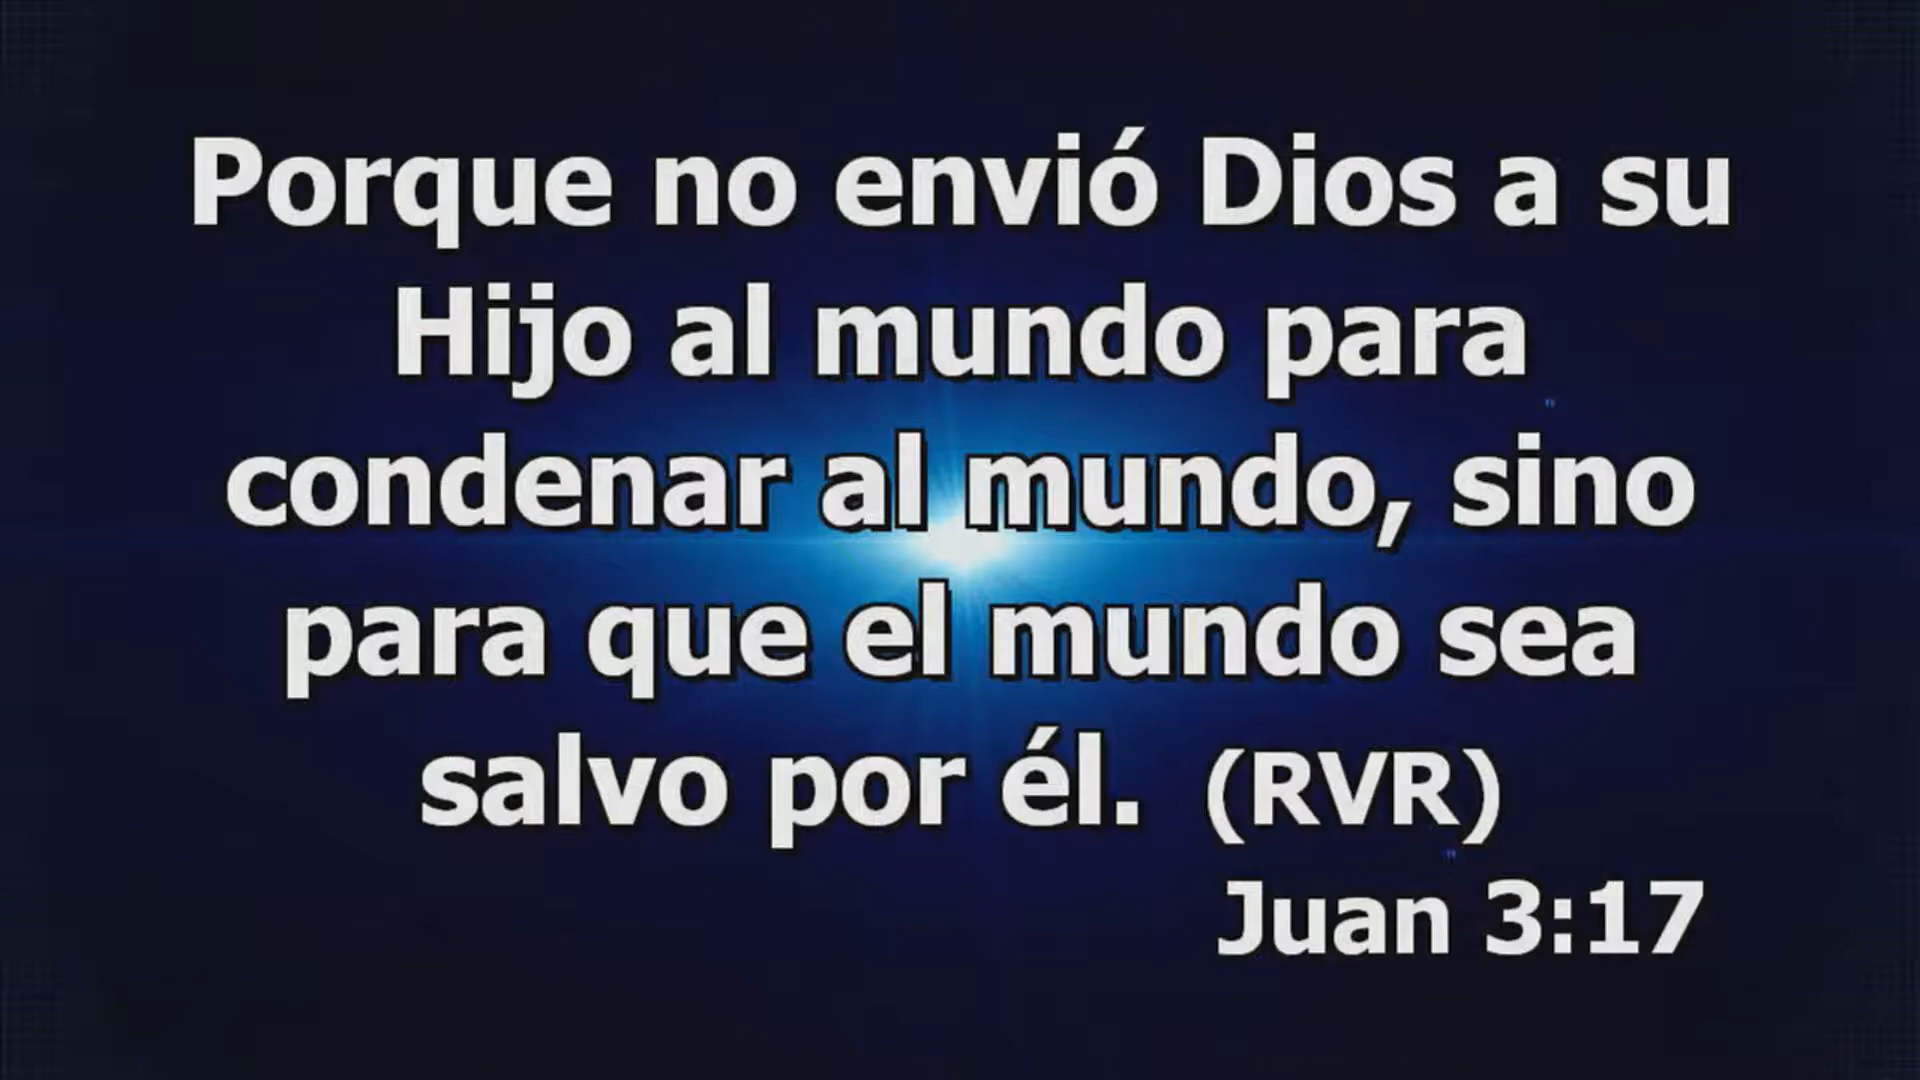 Porque no envió Dios a su
Hijo al mundo para
condenar al mundo, sino
para que el mundo sea
salvo por él. (RVR)
Juan 3:17